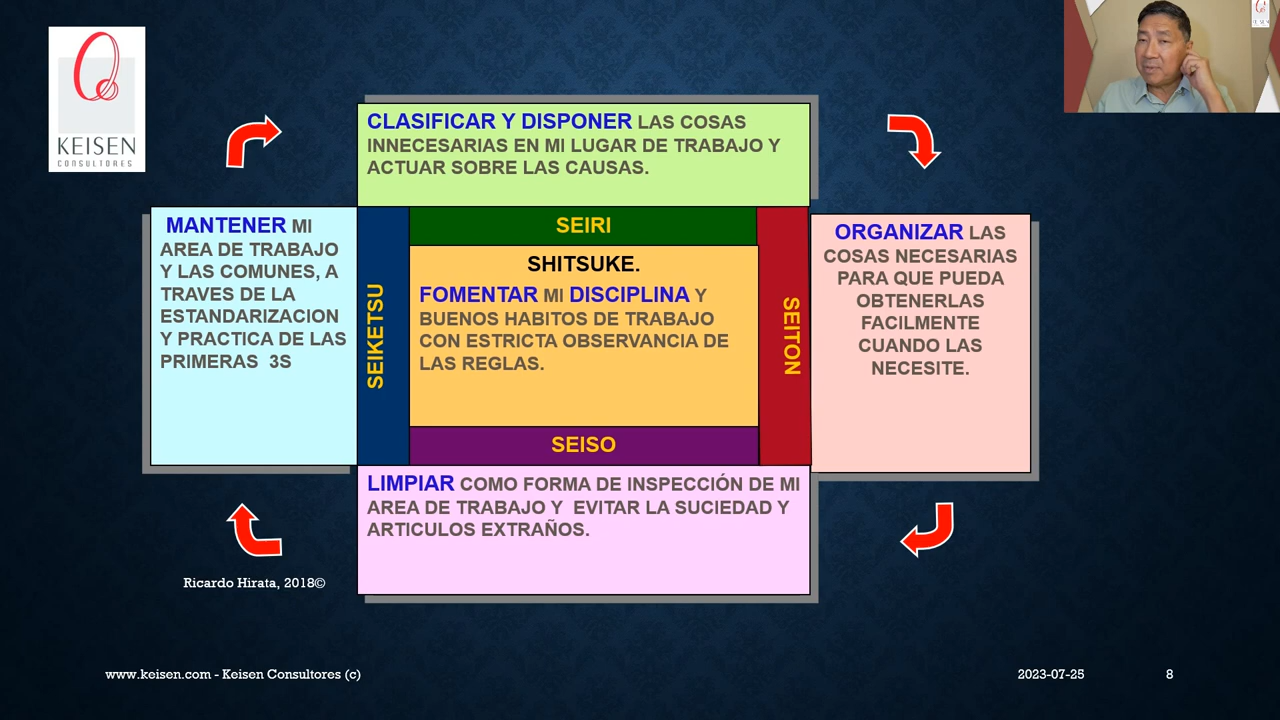 KEISEN
CONSULTORES
CLASIFICAR Y DISPONER LAS COSAS
INNECESARIAS EN MI LUGAR DE TRABAJO Y
ACTUAR SOBRE LAS CAUSAS.
MANTENER MI
AREA DE TRABAJO
Y LAS COMUNES, A
TRAVES DE LA
ESTANDARIZACION
Y PRACTICA DE LAS
PRIMERAS 3S
SEIKETSU
SEIRI
SHITSUKE.
FOMENTAR MI DISCIPLINA Y
BUENOS HABITOS DE TRABAJO
CON ESTRICTA OBSERVANCIA DE
LAS REGLAS.
SEISO
SEITON
ORGANIZAR LAS
COSAS NECESARIAS
PARA QUE PUEDA
OBTENERLAS
FACILMENTE
CUANDO LAS
NECESITE.
LIMPIAR COMO FORMA DE INSPECCIÓN DE MI
AREA DE TRABAJO Y EVITAR LA SUCIEDAD Y
ARTICULOS EXTRAÑOS.
Ricardo Hirata, 2018©
www.keisen.com - Keisen Consultores (c)
2023-07-25
8